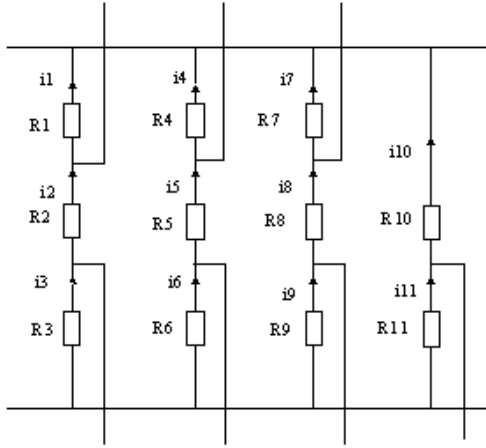 i1 i4 i7
R1 R4 R7
i10
i2 i5 i8
R2 R5 R8 R10
i3 i6 i9 i11
R3 R6 R9 R11